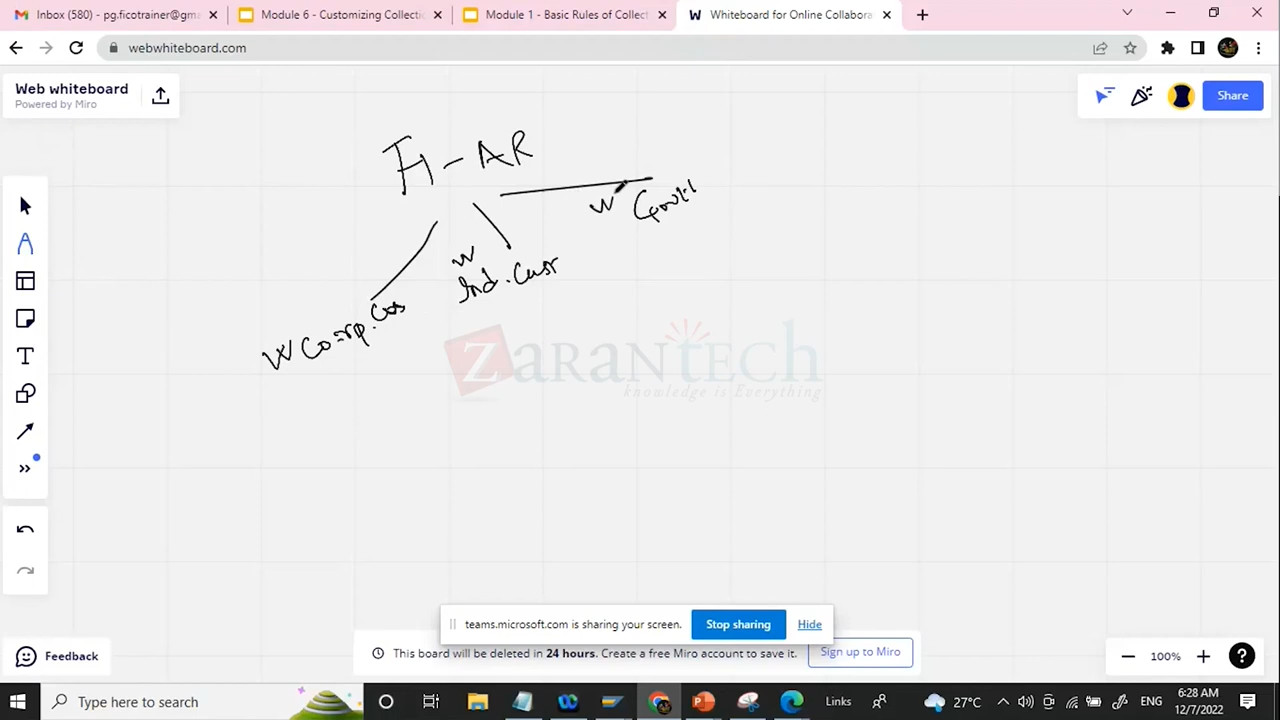 Inbox (580) - pg.ficotrainer@gm
Module 6 - Customizing Collecti
Module 1 - Basic Rules of Collect
Whiteboard for Online Collabora
webwhiteboard.com
Web whiteboard
Powered by Miro
Share
FI - AR
W Govt
W
Ind. Cust
W Corp. Cus
ZARANTECH
knowledge is Everything
teams.microsoft.com is sharing your screen.
Stop sharing
Hide
Feedback
This board will be deleted in 24 hours. Create a free Miro account to save it.
Sign up to Miro
100%
Type here to search
Links
27°C
ENG
6:28 AM
12/7/2022